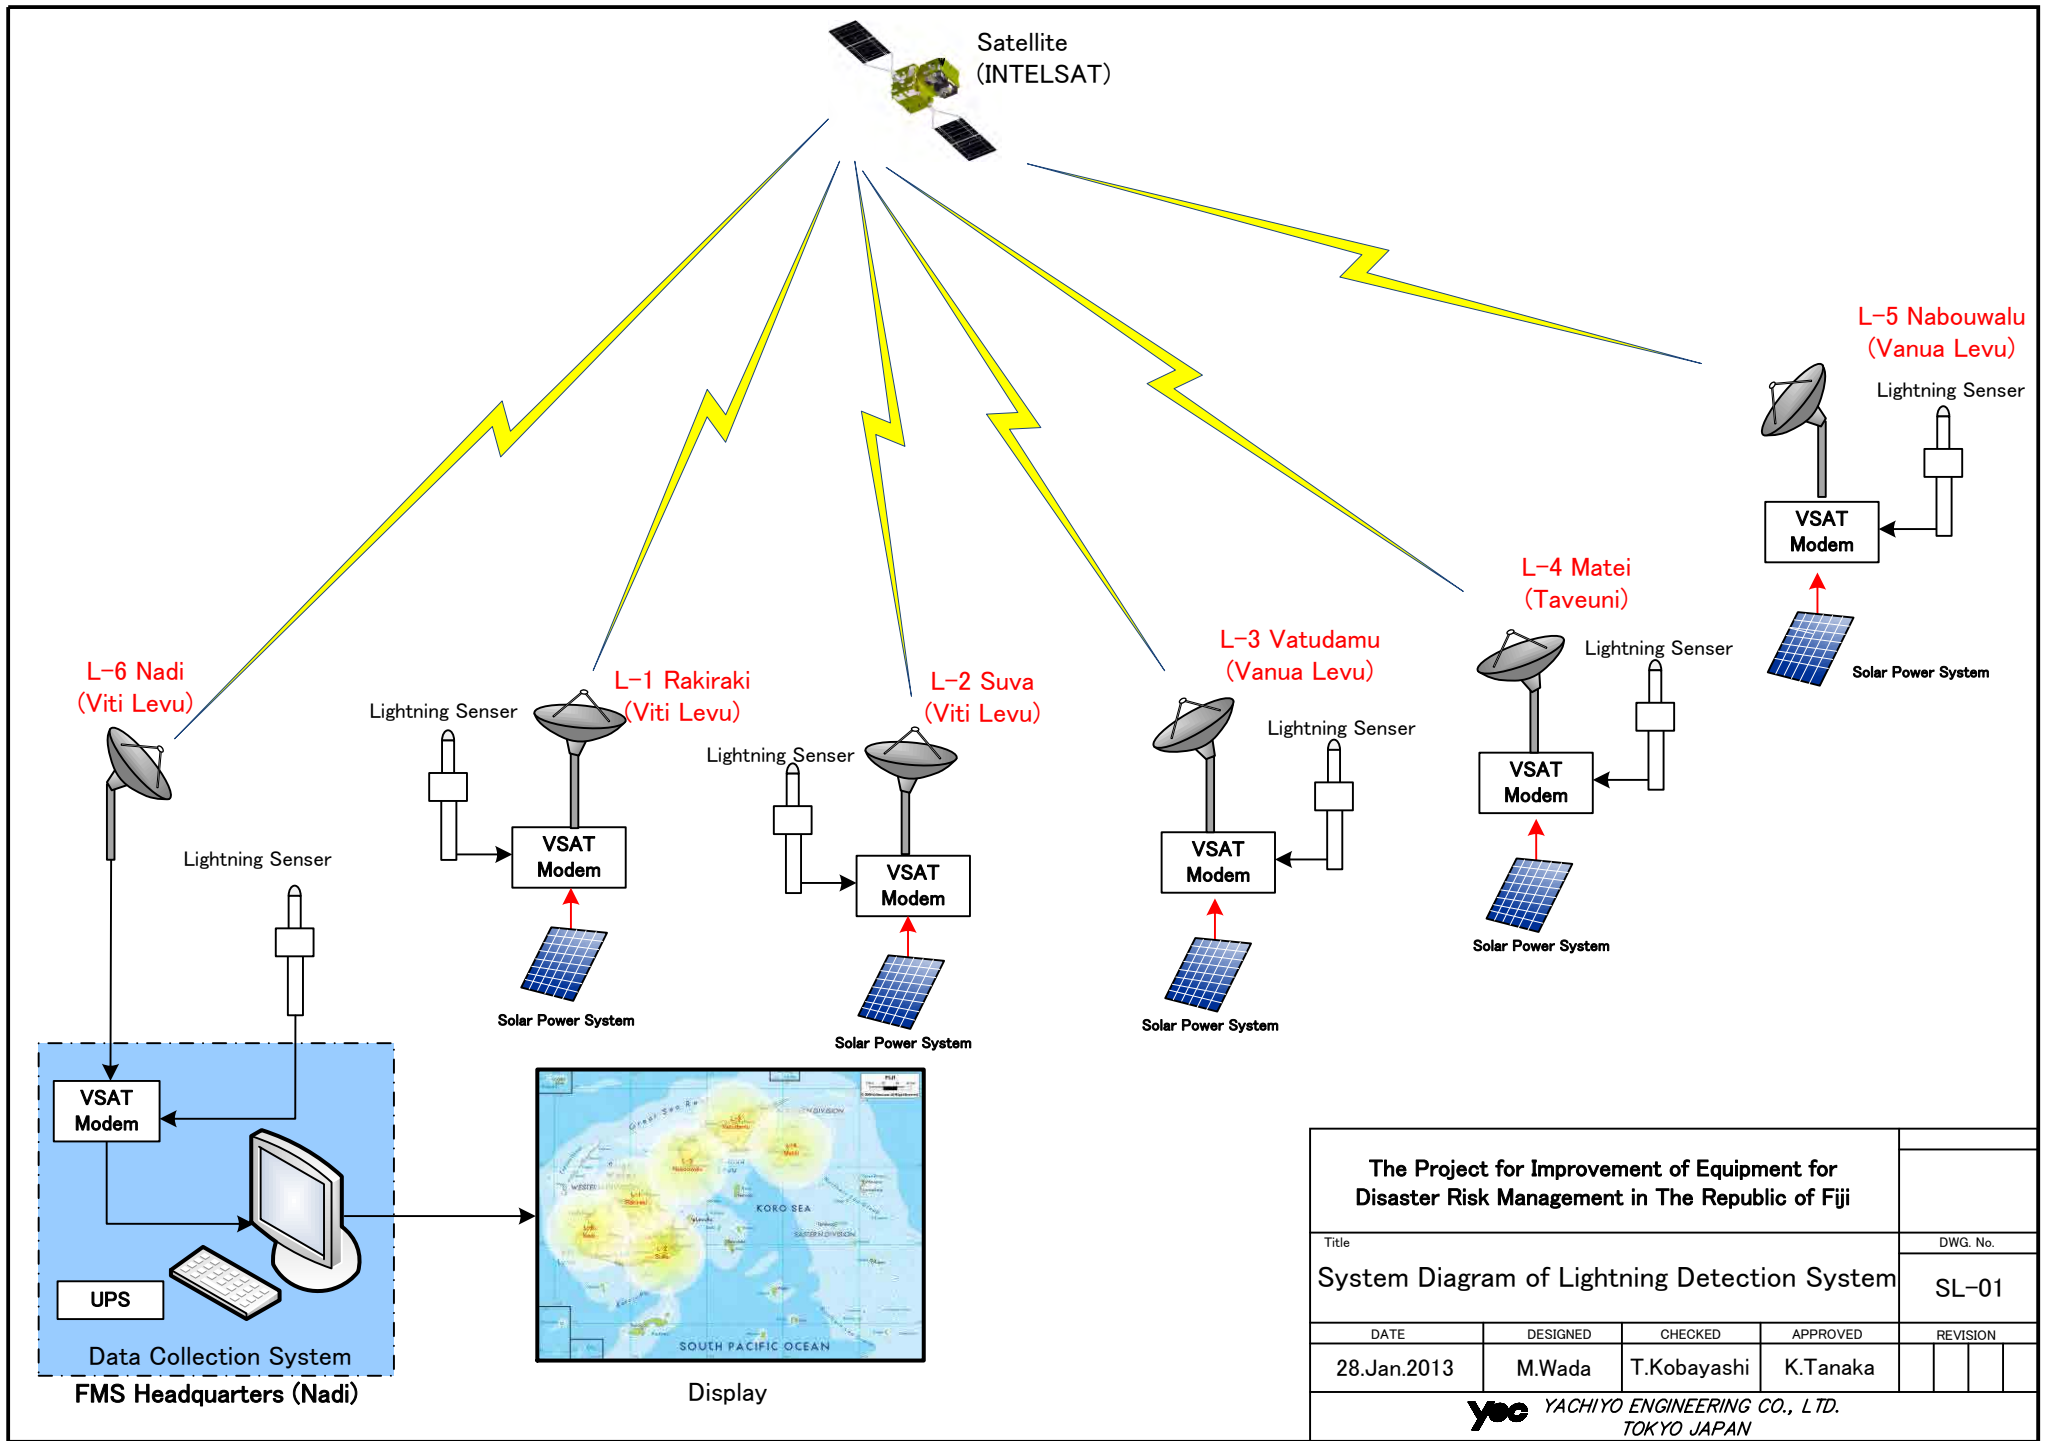 Satellite
(INTELSAT)
L-5 Nabouwalu
(Vanua Levu)
Lightning Senser
VSAT
Modem
Solar Power System
L-4 Matei
(Taveuni)
Lightning Senser
VSAT
Modem
Solar Power System
L-3 Vatudamu
(Vanua Levu)
Lightning Senser
VSAT
Modem
Solar Power System
L-2 Suva
(Viti Levu)
Lightning Senser
VSAT
Modem
Solar Power System
L-1 Rakiraki
(Viti Levu)
Lightning Senser
VSAT
Modem
Solar Power System
L-6 Nadi
(Viti Levu)
Lightning Senser
VSAT
Modem
UPS
Data Collection System
FMS Headquarters (Nadi)
KORO SEA
EASTERN DIVISION
SOUTH PACIFIC OCEAN
Display
The Project for Improvement of Equipment for
Disaster Risk Management in The Republic of Fiji
Title
System Diagram of Lightning Detection System
DWG. No.
SL-01
DATE DESIGNED CHECKED APPROVED REVISION
28.Jan.2013 M.Wada T.Kobayashi K.Tanaka
yec YACHIYO ENGINEERING CO., LTD.
TOKYO JAPAN